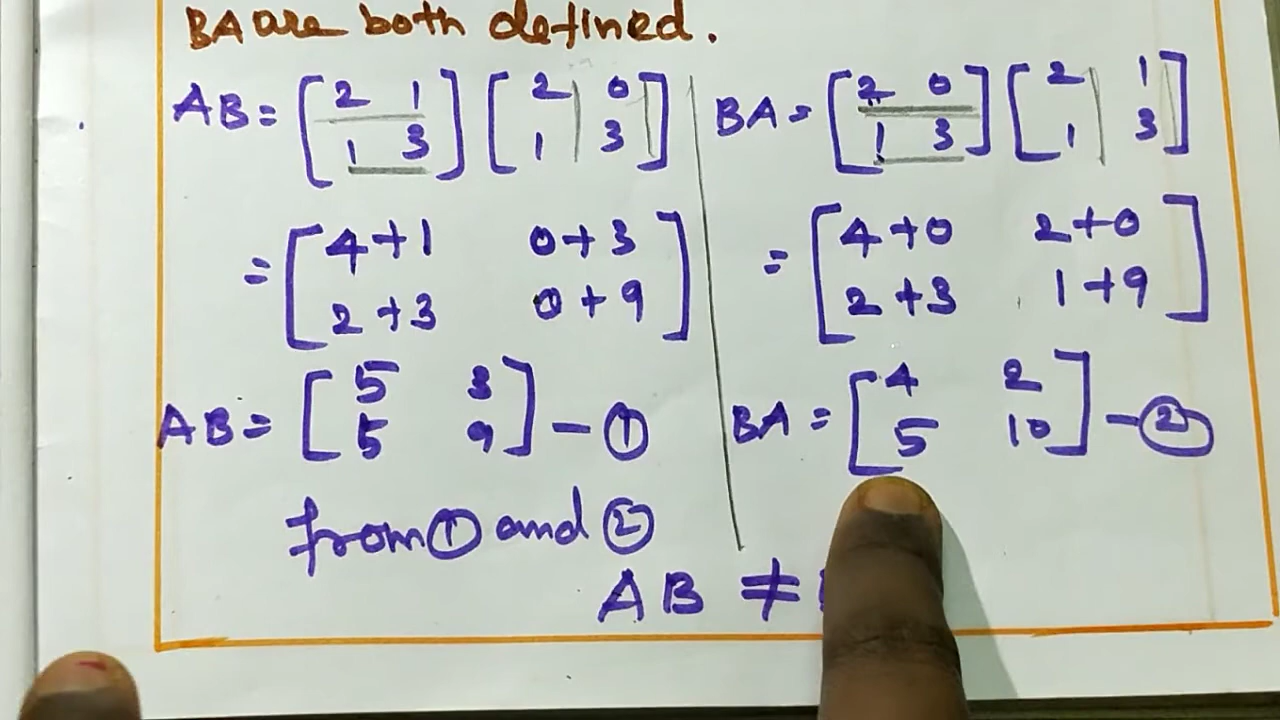 BA are both defined.
AB = [2 1 [2 0 BA = [2 0 [2 1
1 3] 1 3] 1 3] 1 3]
= [4+1 0+3 = [4+0 2+0
2+3 0+9] 2+3 1+9]
AB = [5 3 BA = [4 2
5 9] - ① 5 10] - ②
from ① and ②
AB ≠